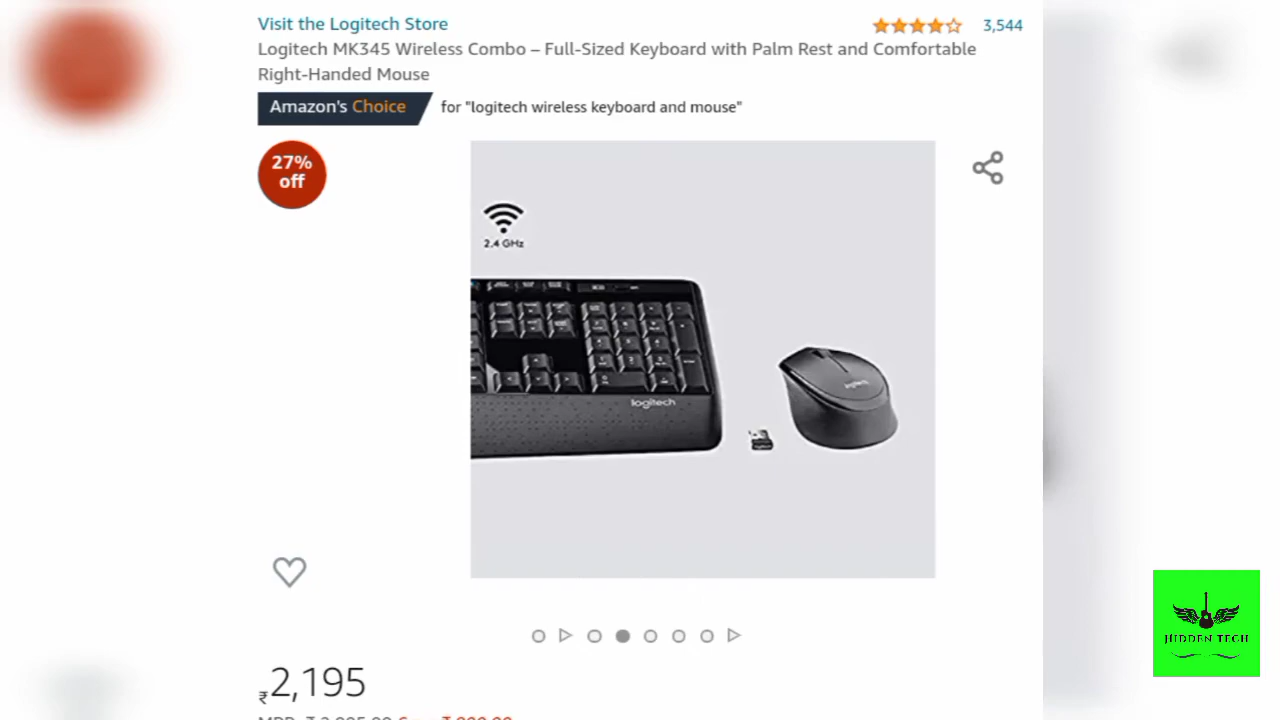 Visit the Logitech Store
3,544
Logitech MK345 Wireless Combo – Full-Sized Keyboard with Palm Rest and Comfortable
Right-Handed Mouse
Amazon's Choice for "logitech wireless keyboard and mouse"
27%
off
2.4 GHz
logitech
logitech
HIDDEN TECH
₹2,195